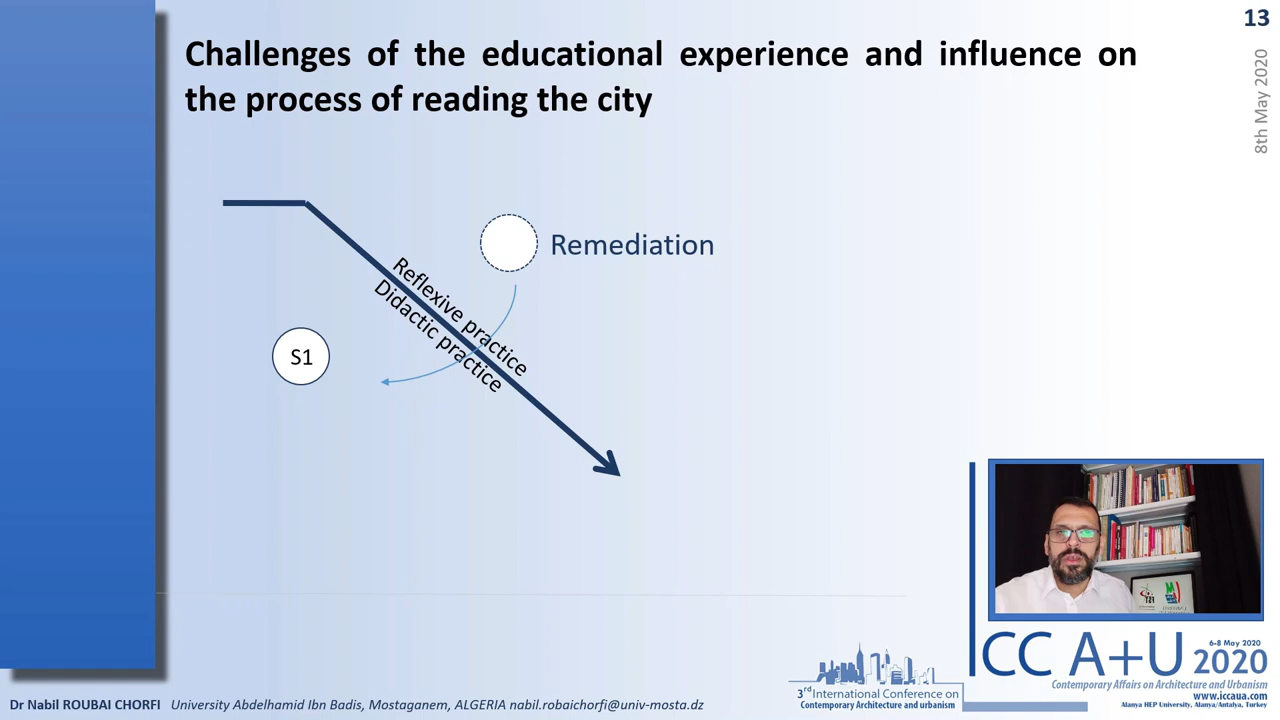 13
8th May 2020
Challenges of the educational experience and influence on
the process of reading the city
Remediation
Reflexive practice
Didactic practice
S1
ICC A+U 2020
6-8 May 2020
Contemporary Affairs on Architecture and Urbanism
www.iccaua.com
Alanya HEP University, Alanya/Antalya, Turkey
3rd International Conference on
Contemporary Architecture and urbanism
Dr Nabil ROUBAI CHORFI University Abdelhamid Ibn Badis, Mostaganem, ALGERIA nabil.robaichorfi@univ-mosta.dz